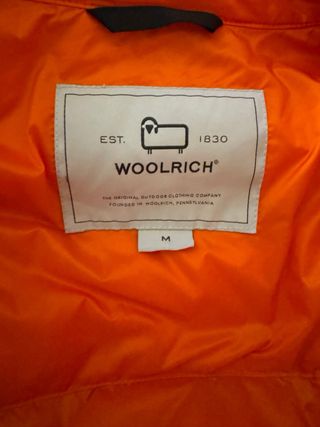 EST. 1830
WOOLRICH®
THE ORIGINAL OUTDOOR CLOTHING COMPANY
FOUNDED IN WOOLRICH, PENNSYLVANIA
M